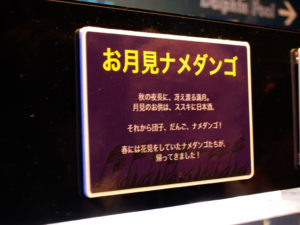 Dolphin Pool
お月見ナメダンゴ
秋の夜長に、冴え渡る満月。
月見のお供は、ススキに日本酒。
それから団子、だんご、ナメダンゴ！
春には花見をしていたナメダンゴたちが、
帰ってきました！